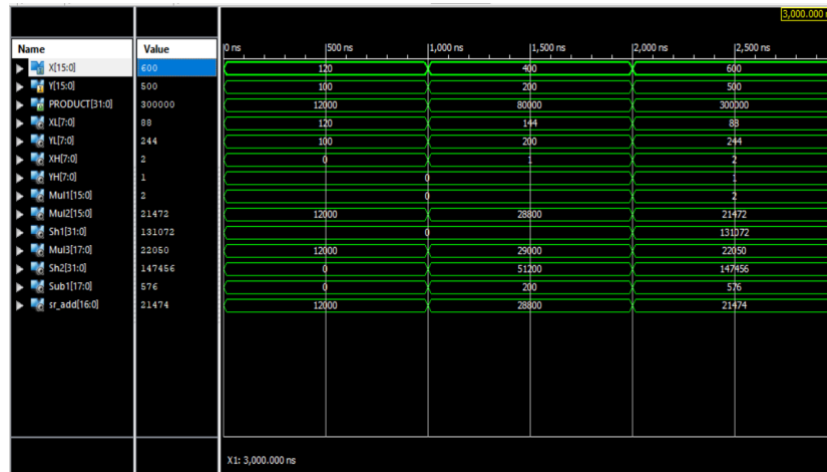 3,000.000 n
Name Value 0 ns 500 ns 1,000 ns 1,500 ns 2,000 ns 2,500 ns
X[15:0] 600 120 400 600
Y[15:0] 500 100 200 500
PRODUCT[31:0] 300000 12000 80000 300000
XL[7:0] 88 120 144 88
YL[7:0] 244 100 200 244
XH[7:0] 2 0 1 2
YH[7:0] 1 0 1
Mul1[15:0] 2 0 2
Mul2[15:0] 21472 12000 28800 21472
Sh1[31:0] 131072 0 131072
Mul3[17:0] 22050 12000 29000 22050
Sh2[31:0] 147456 0 51200 147456
Sub1[17:0] 576 0 200 576
sr_add[16:0] 21474 12000 28800 21474
X1: 3,000.000 ns